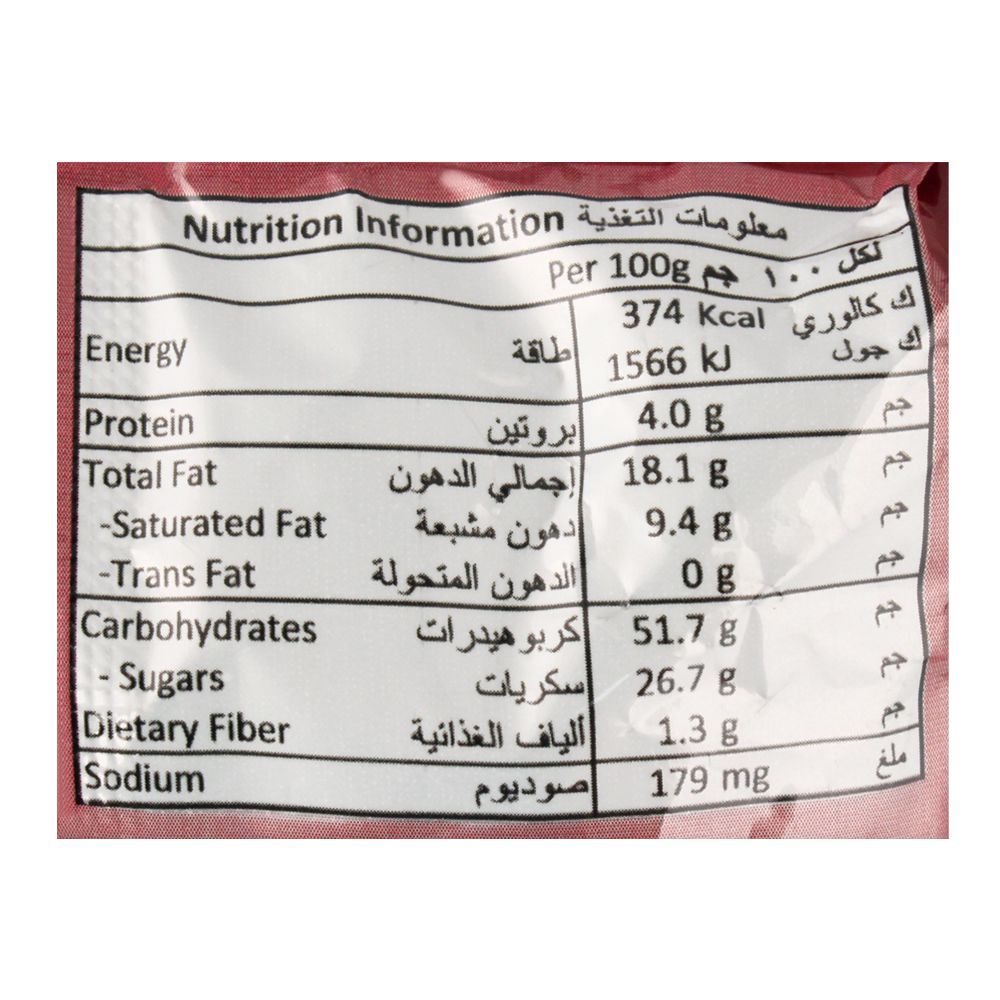 Nutrition Information معلومات التغذية
Per 100g لكل ١٠٠ جم
Energy طاقة 374 Kcal ك كالوري
1566 kJ ك جول
Protein بروتين 4.0 g جم
Total Fat إجمالي الدهون 18.1 g جم
-Saturated Fat دهون مشبعة 9.4 g جم
-Trans Fat الدهون المتحولة 0 g جم
Carbohydrates كربوهيدرات 51.7 g جم
- Sugars سكريات 26.7 g جم
Dietary Fiber ألياف الغذائية 1.3 g جم
Sodium صوديوم 179 mg ملغ